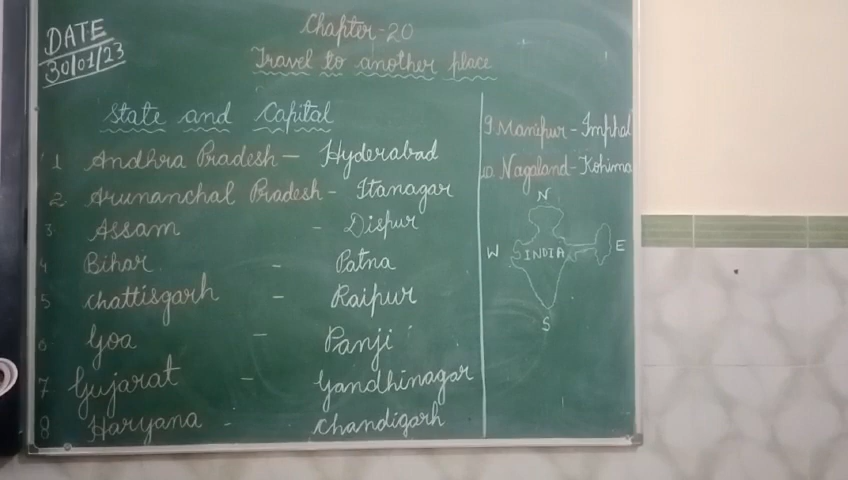 DATE
30/01/23
Chapter-20
Travel to another place
State and Capital
1 Andhra Pradesh - Hyderabad
2. Arunanchal Pradesh - Itanagar
3. Assam - Dispur
4 Bihar - Patna
5 Chattisgarh - Raipur
6. Goa - Panji
7. Gujarat - Gandhinagar
8 Haryana - Chandigarh
9 Manipur - Imphal
10. Nagaland - Kohima
N
W INDIA E
S